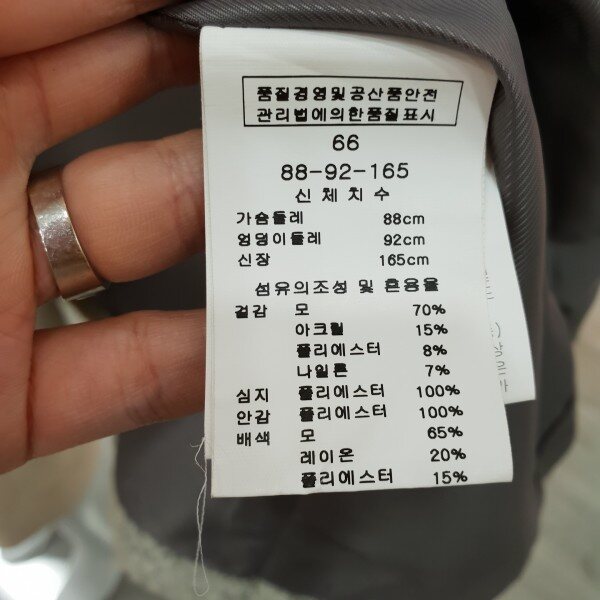 품질경영및공산품안전
관리법에의한품질표시
66
88-92-165
신체치수
가슴둘레 88cm
엉덩이둘레 92cm
신장 165cm
섬유의조성 및 혼용율
겉감 모 70%
아크릴 15%
폴리에스터 8%
나일론 7%
심지 폴리에스터 100%
안감 폴리에스터 100%
배색 모 65%
레이온 20%
폴리에스터 15%